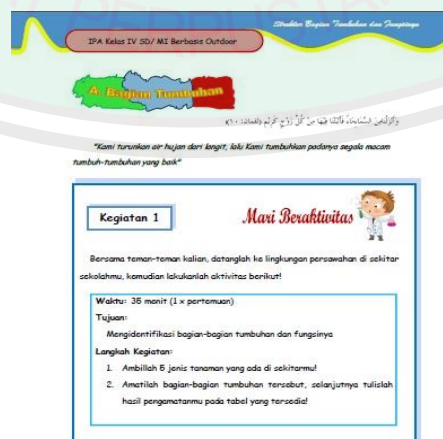 Struktur Bagian Tumbuhan dan Fungsinya
IPA Kelas IV SD/ MI Berbasis Outdoor
A. Bagian Tumbuhan
"Kami turunkan air hujan dari langit, lalu Kami tumbuhkan padanya segala macam
tumbuh-tumbuhan yang baik"
Kegiatan 1
Mari Beraktivitas
Bersama teman-teman kalian, datanglah ke lingkungan persawahan di sekitar
sekolahmu, kemudian lakukanlah aktivitas berikut!
Waktu: 35 menit (1 x pertemuan)
Tujuan:
Mengidentifikasi bagian-bagian tumbuhan dan fungsinya
Langkah Kegiatan:
1. Ambillah 5 jenis tanaman yang ada di sekitarmu!
2. Amatilah bagian-bagian tumbuhan tersebut, selanjutnya tulislah
hasil pengamatanmu pada tabel yang tersedia!